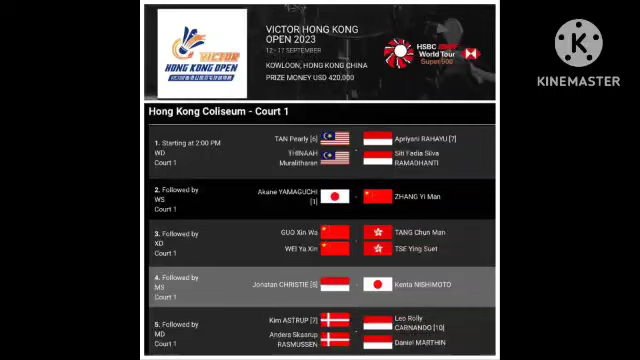 VICTOR HONG KONG
OPEN 2023
12 - 17 SEPTEMBER
KOWLOON, HONG KONG CHINA
PRIZE MONEY USD 420,000
VICTOR
HONG KONG OPEN
HSBC BWF
World Tour
Super 500
KINEMASTER
Hong Kong Coliseum - Court 1
1. Starting at 2:00 PM
WD
Court 1
TAN Pearly [6]
THINAAH
Muralitharan
-
Apriyani RAHAYU [7]
Siti Fadia Silva
RAMADHANTI
2. Followed by
WS
Court 1
Akane YAMAGUCHI
[1]
-
ZHANG Yi Man
3. Followed by
XD
Court 1
GUO Xin Wa
WEI Ya Xin
-
TANG Chun Man
TSE Ying Suet
4. Followed by
MS
Court 1
Jonatan CHRISTIE [5]
-
Kenta NISHIMOTO
5. Followed by
MD
Court 1
Kim ASTRUP [7]
Anders Skaarup
RASMUSSEN
-
Leo Rolly
CARNANDO [10]
Daniel MARTHIN